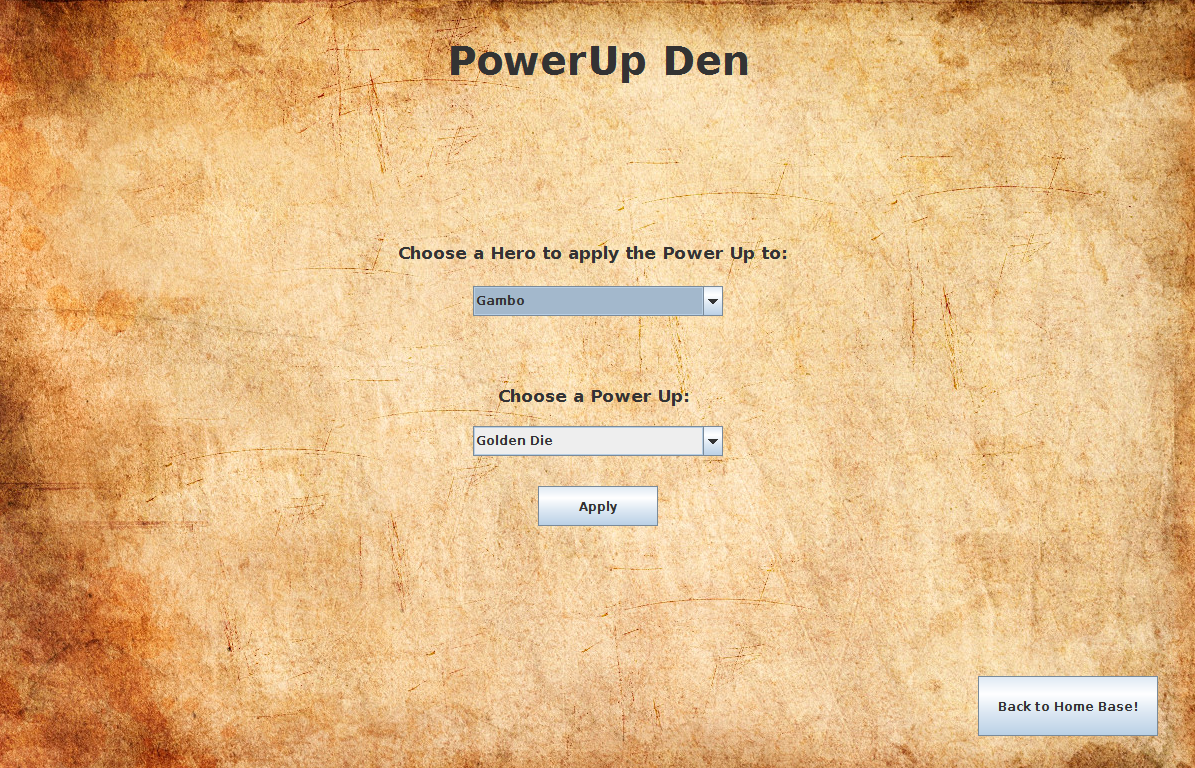 PowerUp Den
Choose a Hero to apply the Power Up to:
Gambo
Choose a Power Up:
Golden Die
Apply
Back to Home Base!